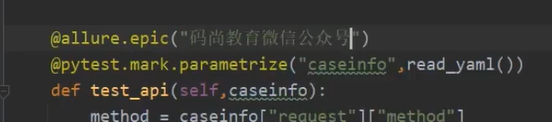 @allure.epic("码尚教育微信公众号")
@pytest.mark.parametrize("caseinfo",read_yaml())
def test_api(self,caseinfo):
method = caseinfo["request"]["method"]